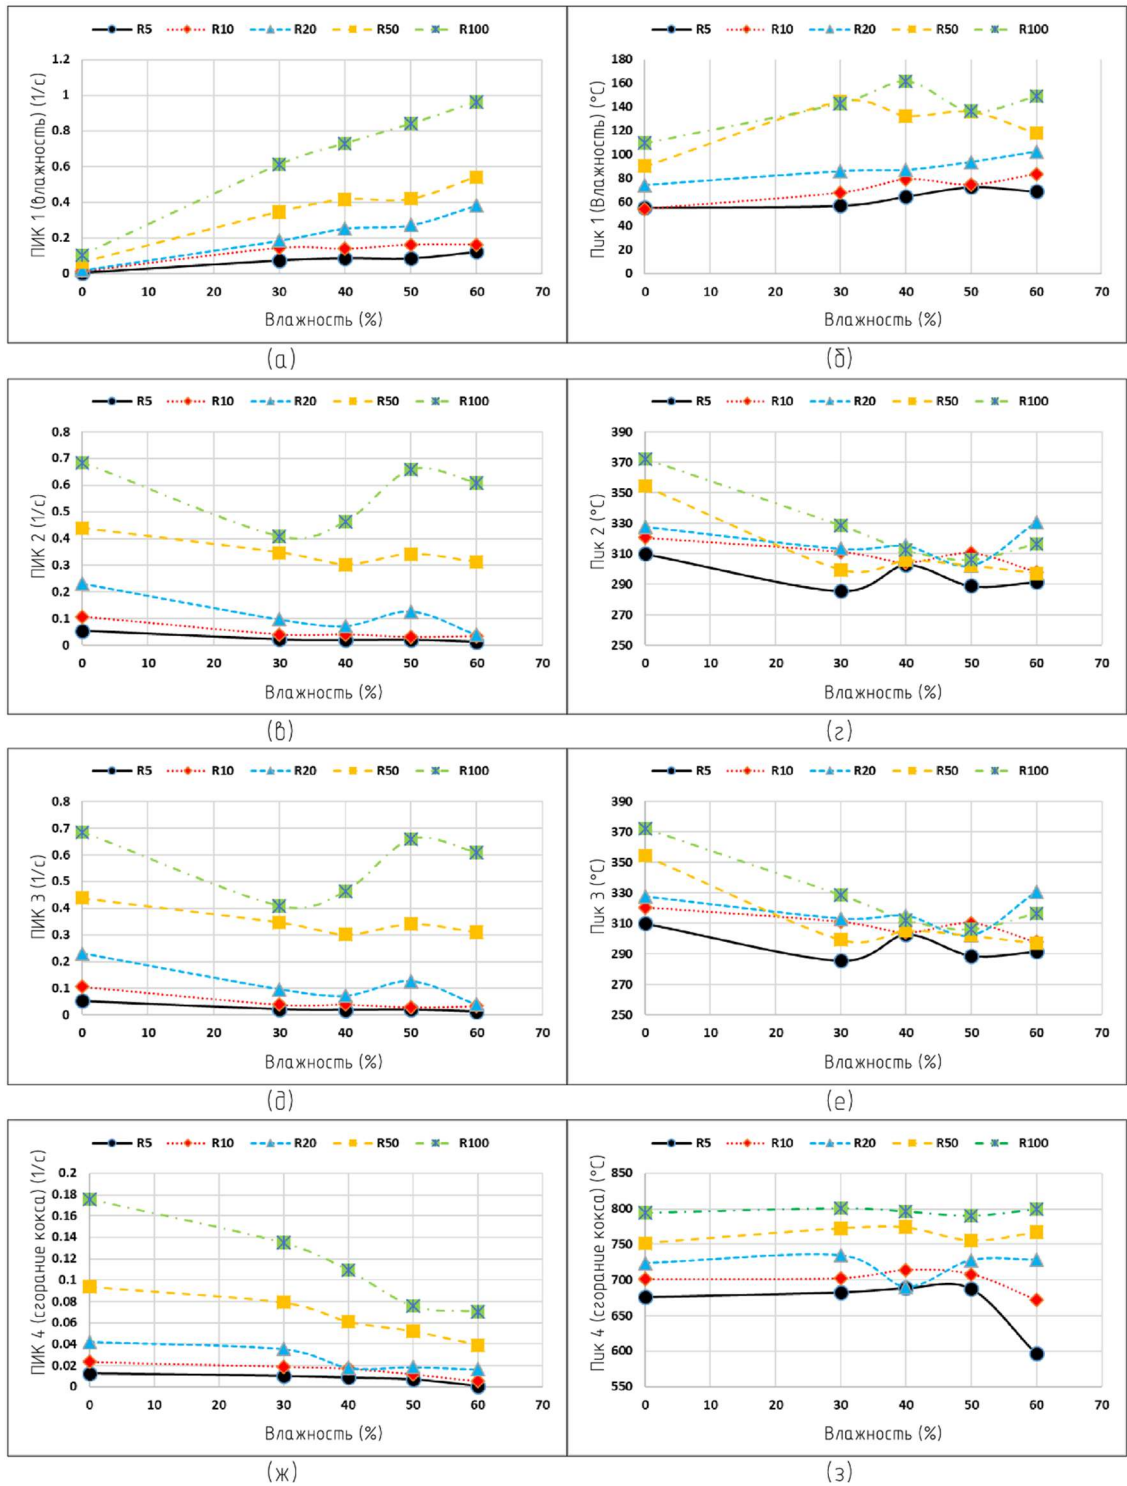 R5 R10 R20 R50 R100
ПИК 1 (влажность) (1/с)
1.2
1
0.8
0.6
0.4
0.2
0
0 10 20 30 40 50 60 70
Влажность (%)
(а)
R5 R10 R20 R50 R100
Пик 1 (Влажность) (°С)
180
160
140
120
100
80
60
40
20
0
0 10 20 30 40 50 60 70
Влажность (%)
(б)
R5 R10 R20 R50 R100
ПИК 2 (1/с)
0.8
0.7
0.6
0.5
0.4
0.3
0.2
0.1
0
0 10 20 30 40 50 60 70
Влажность (%)
(в)
R5 R10 R20 R50 R100
Пик 2 (°С)
390
370
350
330
310
290
270
250
0 10 20 30 40 50 60 70
Влажность (%)
(г)
R5 R10 R20 R50 R100
ПИК 3 (1/с)
0.8
0.7
0.6
0.5
0.4
0.3
0.2
0.1
0
0 10 20 30 40 50 60 70
Влажность (%)
(д)
R5 R10 R20 R50 R100
Пик 3 (°С)
390
370
350
330
310
290
270
250
0 10 20 30 40 50 60 70
Влажность (%)
(е)
R5 R10 R20 R50 R100
ПИК 4 (сгорание кокса) (1/с)
0.2
0.18
0.16
0.14
0.12
0.1
0.08
0.06
0.04
0.02
0
0 10 20 30 40 50 60 70
Влажность (%)
(ж)
R5 R10 R20 R50 R100
Пик 4 (сгорание кокса) (°С)
850
800
750
700
650
600
550
0 10 20 30 40 50 60 70
Влажность (%)
(з)